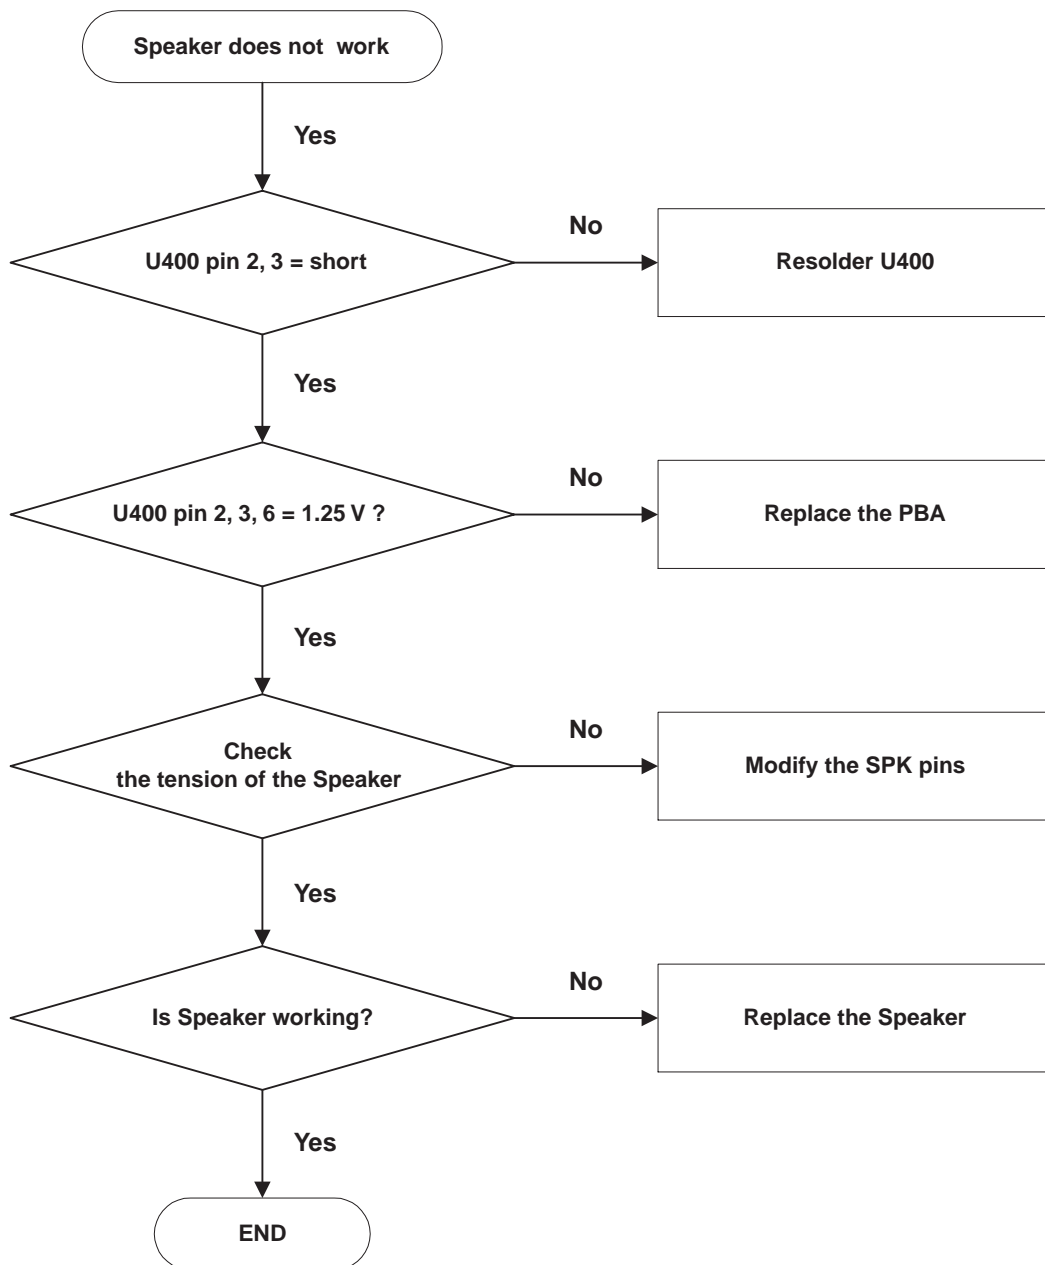 Speaker does not  work
Yes
U400 pin 2, 3 = short
No
Resolder U400
Yes
U400 pin 2, 3, 6 = 1.25 V ?
No
Replace the PBA
Yes
Check
the tension of the Speaker
No
Modify the SPK pins
Yes
Is Speaker working?
No
Replace the Speaker
Yes
END